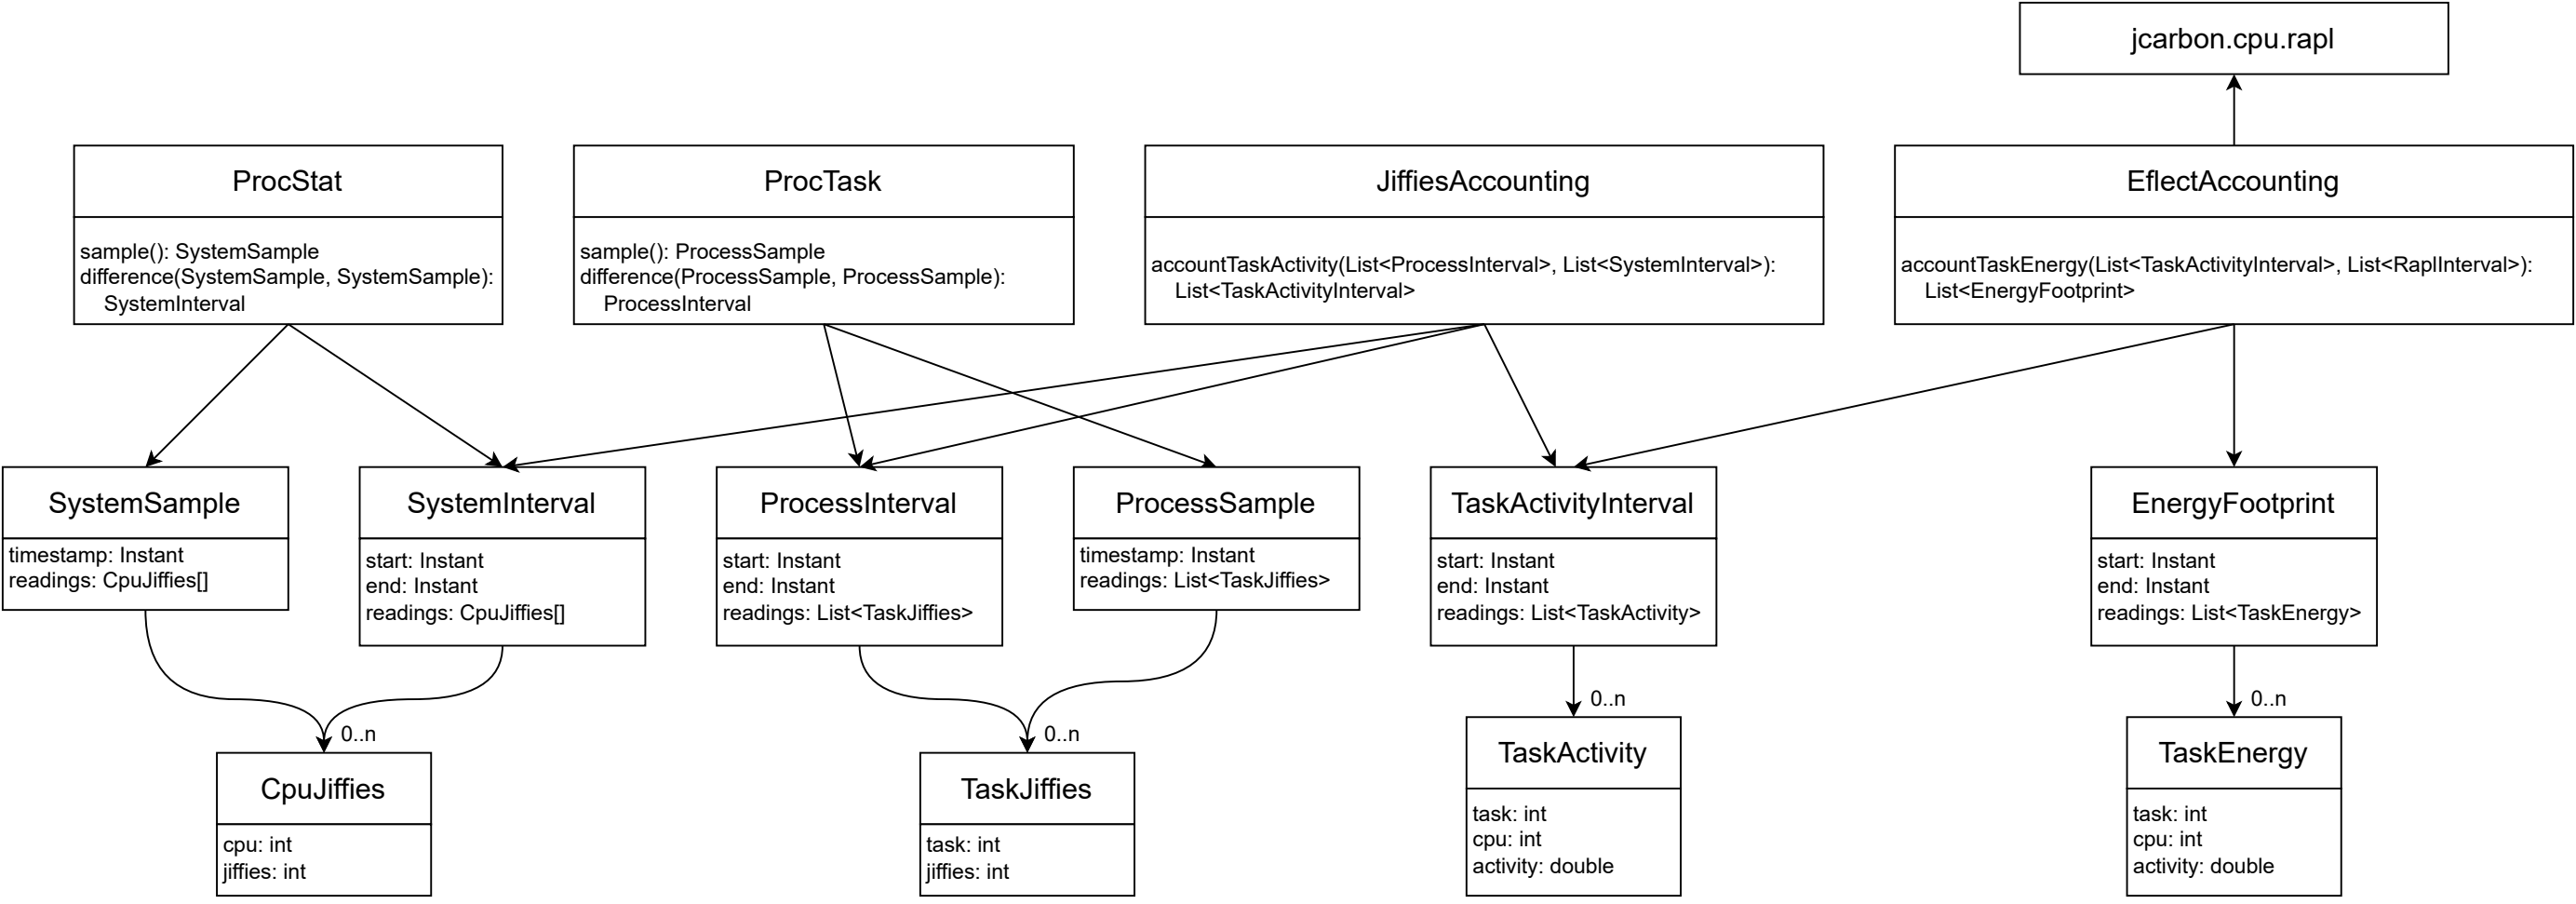 jcarbon.cpu.rapl
ProcStat
sample(): SystemSample
difference(SystemSample, SystemSample):
SystemInterval
ProcTask
sample(): ProcessSample
difference(ProcessSample, ProcessSample):
ProcessInterval
JiffiesAccounting
accountTaskActivity(List<ProcessInterval>, List<SystemInterval>):
List<TaskActivityInterval>
EflectAccounting
accountTaskEnergy(List<TaskActivityInterval>, List<RaplInterval>):
List<EnergyFootprint>
SystemSample
timestamp: Instant
readings: CpuJiffies[]
SystemInterval
start: Instant
end: Instant
readings: CpuJiffies[]
ProcessInterval
start: Instant
end: Instant
readings: List<TaskJiffies>
ProcessSample
timestamp: Instant
readings: List<TaskJiffies>
TaskActivityInterval
start: Instant
end: Instant
readings: List<TaskActivity>
EnergyFootprint
start: Instant
end: Instant
readings: List<TaskEnergy>
0..n
CpuJiffies
cpu: int
jiffies: int
0..n
TaskJiffies
task: int
jiffies: int
0..n
TaskActivity
task: int
cpu: int
activity: double
0..n
TaskEnergy
task: int
cpu: int
activity: double